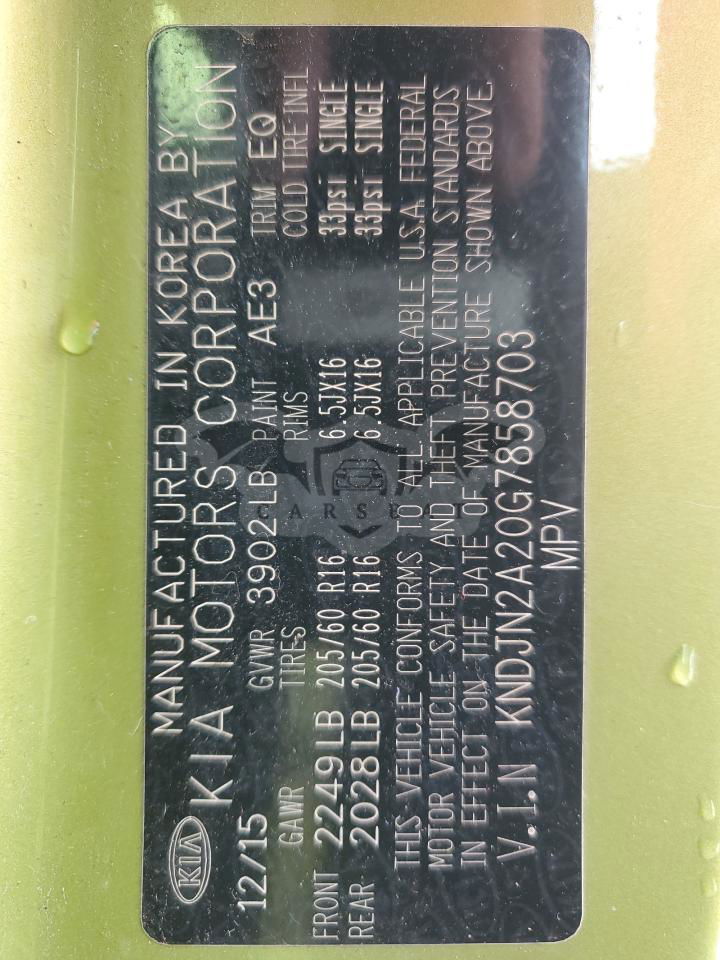 KIA
MANUFACTURED IN KOREA BY
KIA MOTORS CORPORATION
12/15 GVWR 3902 LB PAINT AE3 TRIM EQ
GAWR TIRES RIMS COLD TIRE INFL
FRONT 2249LB 205/60 R16 6.5JX16 33psi SINGLE
REAR 2028LB 205/60 R16 6.5JX16 33psi SINGLE
THIS VEHICLE CONFORMS TO ALL APPLICABLE U.S.A. FEDERAL
MOTOR VEHICLE SAFETY AND THEFT PREVENTION STANDARDS
IN EFFECT ON THE DATE OF MANUFACTURE SHOWN ABOVE.
V.I.N KNDJN2A20G7858703
MPV